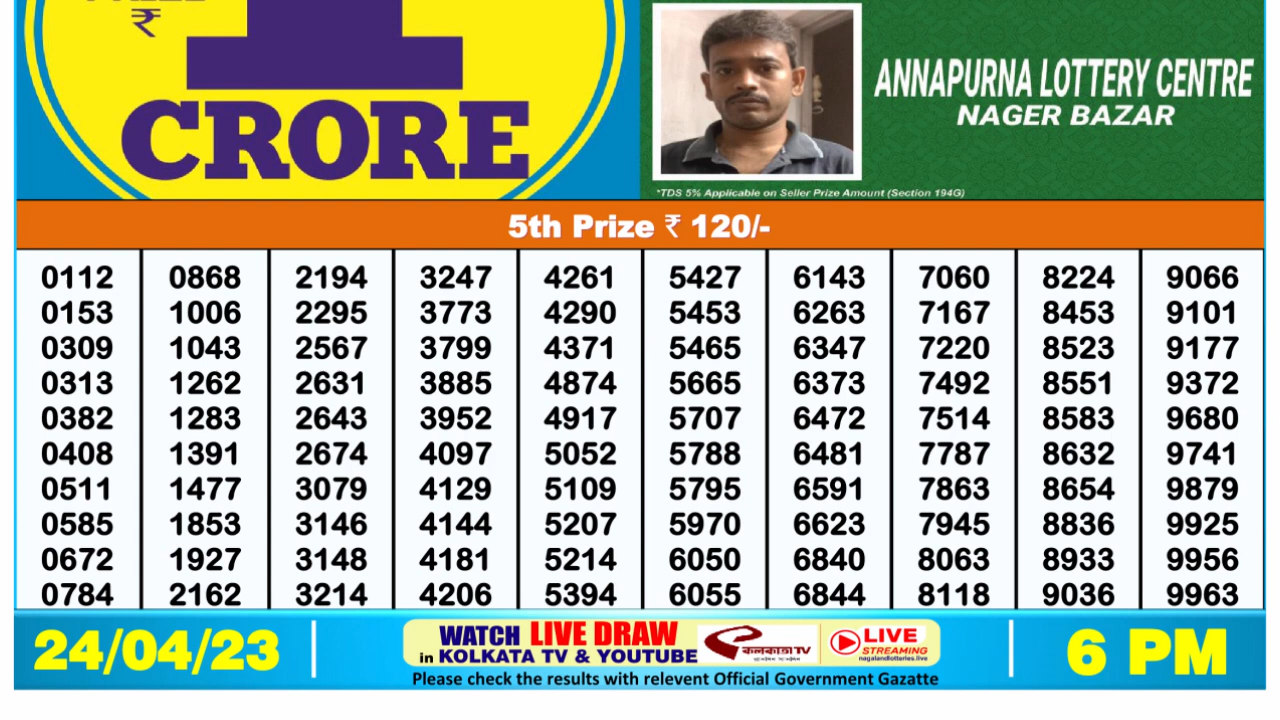 ₹
1
CRORE
ANNAPURNA LOTTERY CENTRE
NAGER BAZAR
*TDS 5% Applicable on Seller Prize Amount (Section 194G)
5th Prize ₹ 120/-
0112 0868 2194 3247 4261 5427 6143 7060 8224 9066
0153 1006 2295 3773 4290 5453 6263 7167 8453 9101
0309 1043 2567 3799 4371 5465 6347 7220 8523 9177
0313 1262 2631 3885 4874 5665 6373 7492 8551 9372
0382 1283 2643 3952 4917 5707 6472 7514 8583 9680
0408 1391 2674 4097 5052 5788 6481 7787 8632 9741
0511 1477 3079 4129 5109 5795 6591 7863 8654 9879
0585 1853 3146 4144 5207 5970 6623 7945 8836 9925
0672 1927 3148 4181 5214 6050 6840 8063 8933 9956
0784 2162 3214 4206 5394 6055 6844 8118 9036 9963
24/04/23
WATCH LIVE DRAW
in KOLKATA TV & YOUTUBE
কলকাতা TV
LIVE
STREAMING
nagalandlotteries.live
6 PM
Please check the results with relevent Official Government Gazatte